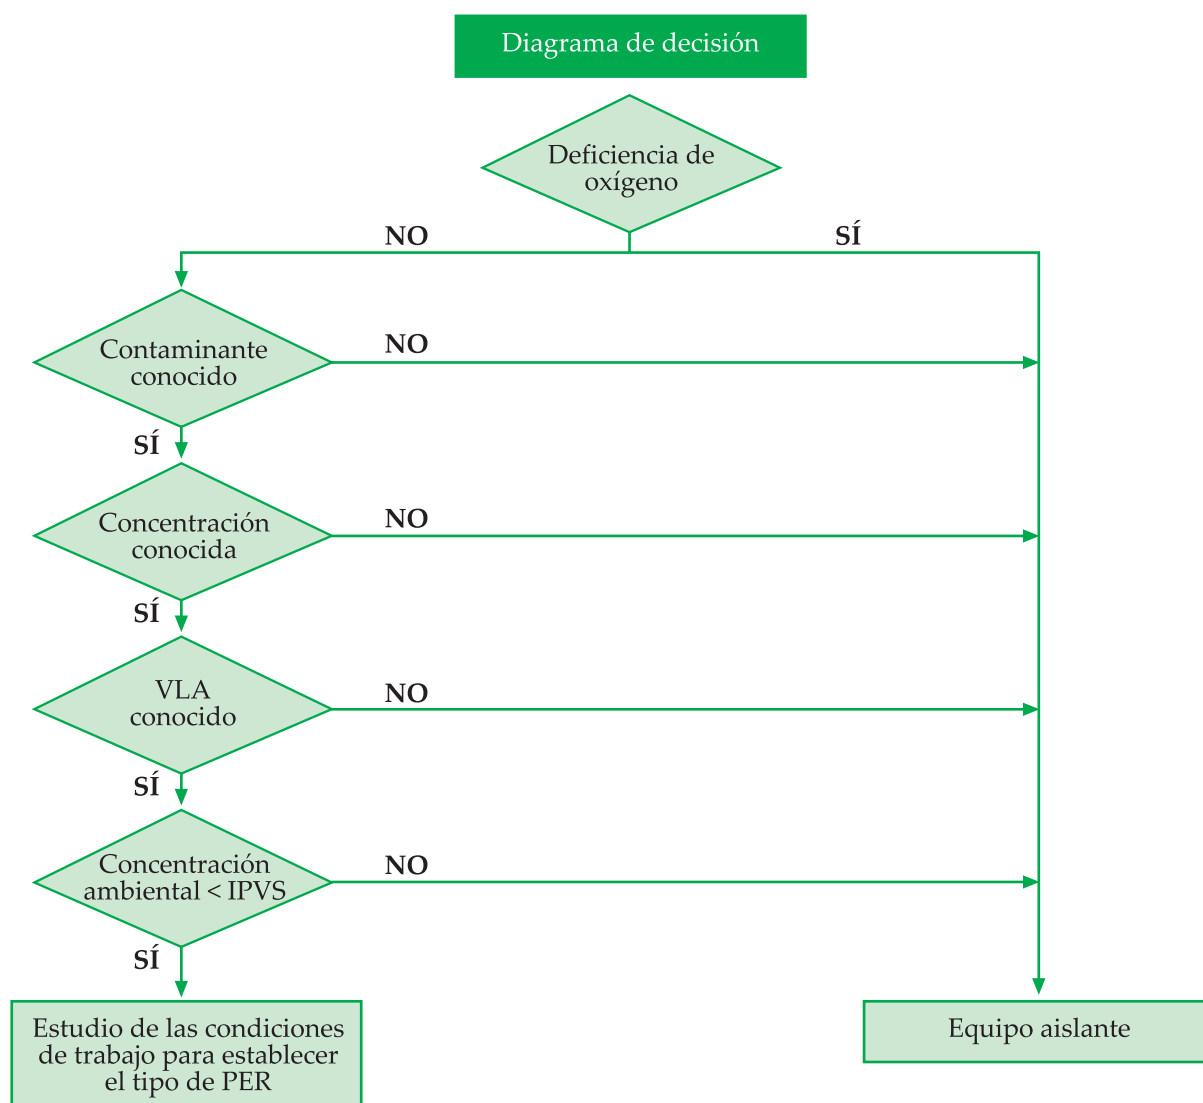 Diagrama de decisión
Deficiencia de
oxígeno
NO
SÍ
Contaminante
conocido
NO
SÍ
Concentración
conocida
NO
SÍ
VLA
conocido
NO
SÍ
Concentración
ambiental < IPVS
NO
SÍ
Estudio de las condiciones
de trabajo para establecer
el tipo de PER
Equipo aislante